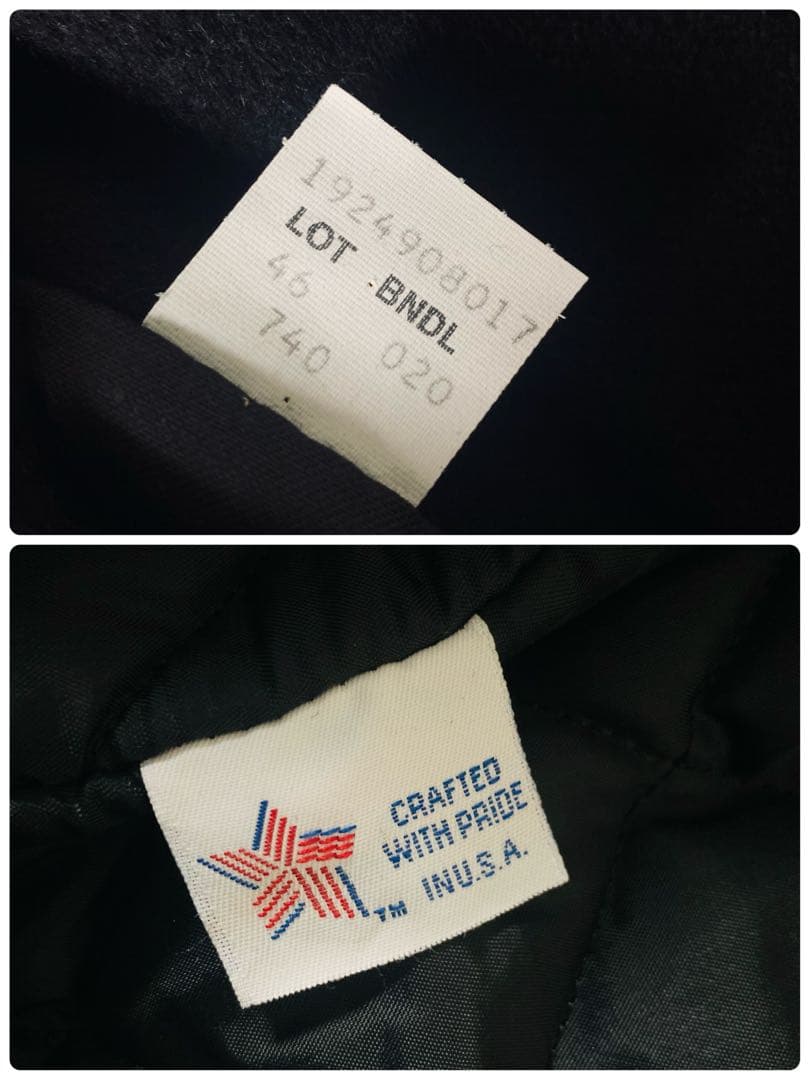 1924908017
LOT BNDL
46
740 020
CRAFTED
WITH PRIDE
IN U.S.A.
TM